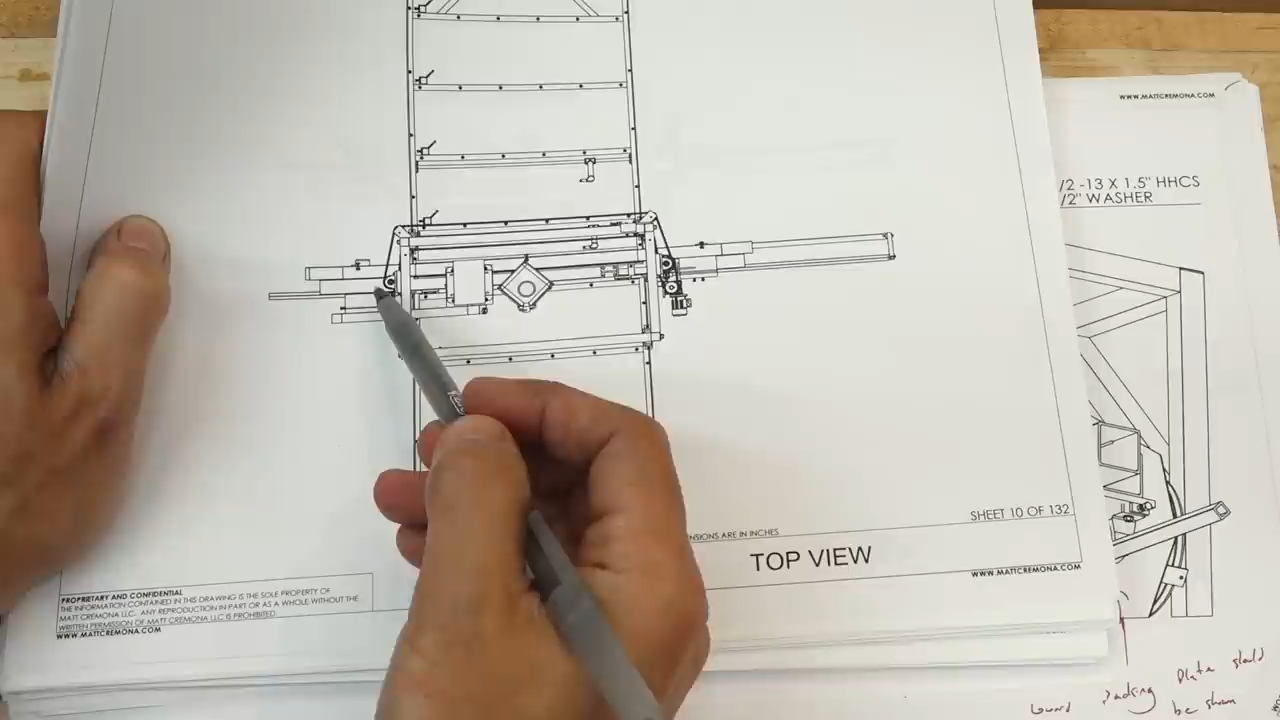 WWW.MATTCREMONA.COM
/2 -13 X 1.5" HHCS
/2" WASHER
SHEET 10 OF 132
NSIONS ARE IN INCHES
TOP VIEW
WWW.MATTCREMONA.COM
PROPRIETARY AND CONFIDENTIAL
THE INFORMATION CONTAINED IN THIS DRAWING IS THE SOLE PROPERTY OF
MATT CREMONA LLC. ANY REPRODUCTION IN PART OR AS A WHOLE WITHOUT THE
WRITTEN PERMISSION OF MATT CREMONA LLC IS PROHIBITED.
WWW.MATTCREMONA.COM
Plate should
be shown